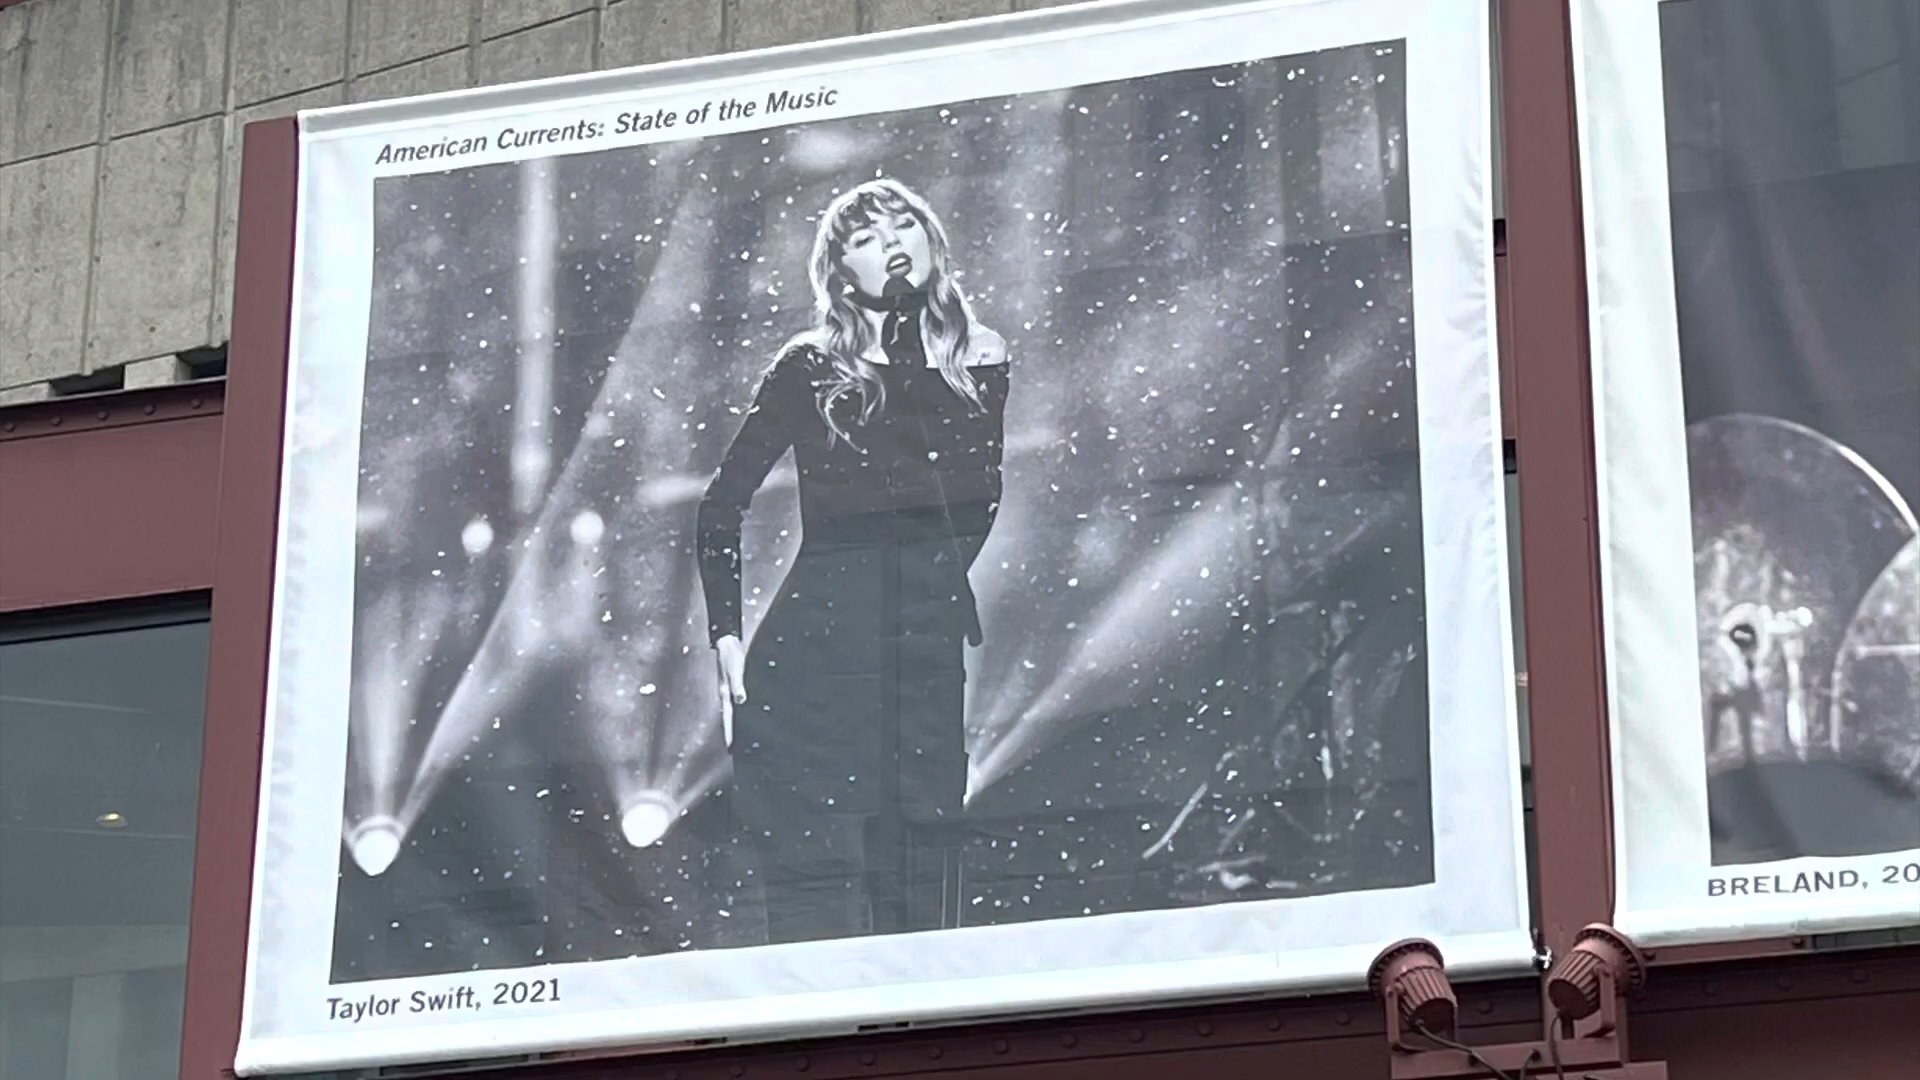 American Currents: State of the Music
Taylor Swift, 2021
BRELAND, 20